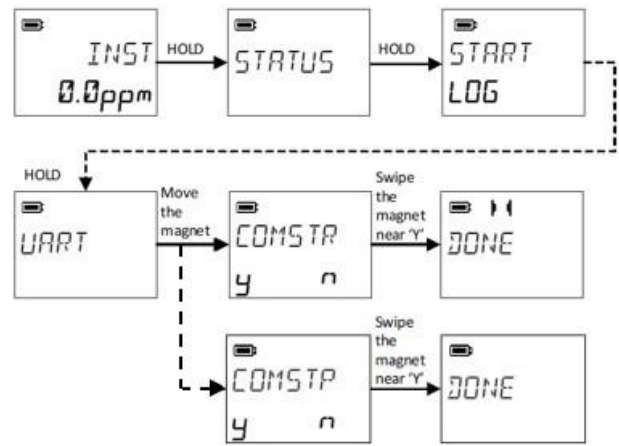 INST
0.0ppm
HOLD
STATUS
HOLD
START
LOG
HOLD
UART
Move
the
magnet
COMSTR
y n
Swipe
the
magnet
near 'Y'
DONE
COMSTP
y n
Swipe
the
magnet
near 'Y'
DONE